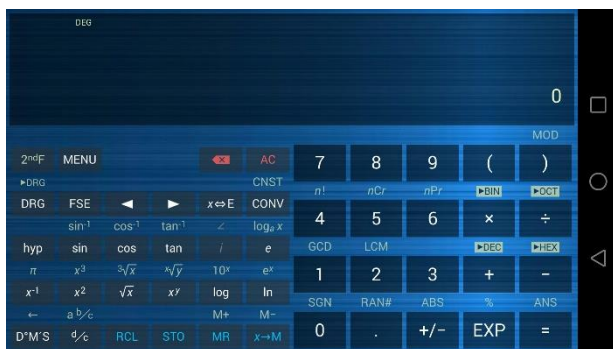 DEG
0
MOD
2ndF MENU AC 7 8 9 ( )
►DRG CNST n! nCr nPr ►BIN ►OCT
DRG FSE ◄ ► x⇔E CONV 4 5 6 × ÷
sin-1 cos-1 tan-1 ∠ logₐ x GCD LCM ►DEC ►HEX
hyp sin cos tan i e 1 2 3 + −
π x³ ³√x ˣ√y 10ˣ eˣ SGN RAN# ABS % ANS
x-1 x² √x xʸ log ln 0 . +/− EXP =
← a b/c M+ M−
D°M'S d/c RCL STO MR x→M